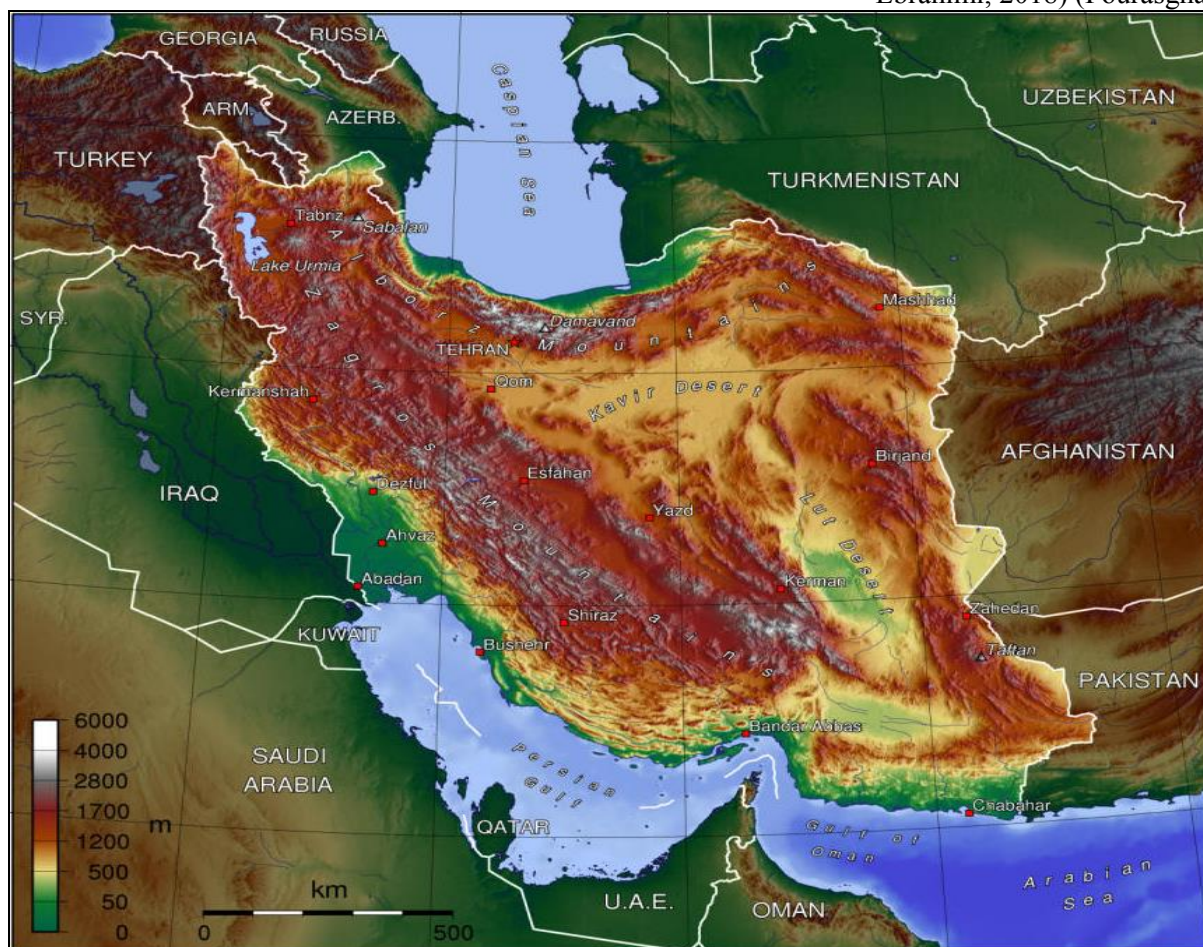 GEORGIA
RUSSIA
ARM.
AZERB.
Caspian Sea
UZBEKISTAN
TURKEY
TURKMENISTAN
Tabriz
Sabalan
Lake Urmia
Alborz Mountains
Mashhad
SYR.
Damavand
TEHRAN
Zagros Mountains
Qom
Kavir Desert
Kermanshah
Birjand
AFGHANISTAN
IRAQ
Dezful
Esfahan
Yazd
Lut Desert
Ahvaz
Abadan
Kerman
Zahedan
KUWAIT
Shiraz
Bushehr
Taftan
PAKISTAN
6000
4000
2800
1700
1200
500
50
0
m
SAUDI
ARABIA
Persian
Gulf
Bandar Abbas
Chabahar
QATAR
Gulf of
Oman
Arabian
Sea
km
0
500
U.A.E.
OMAN